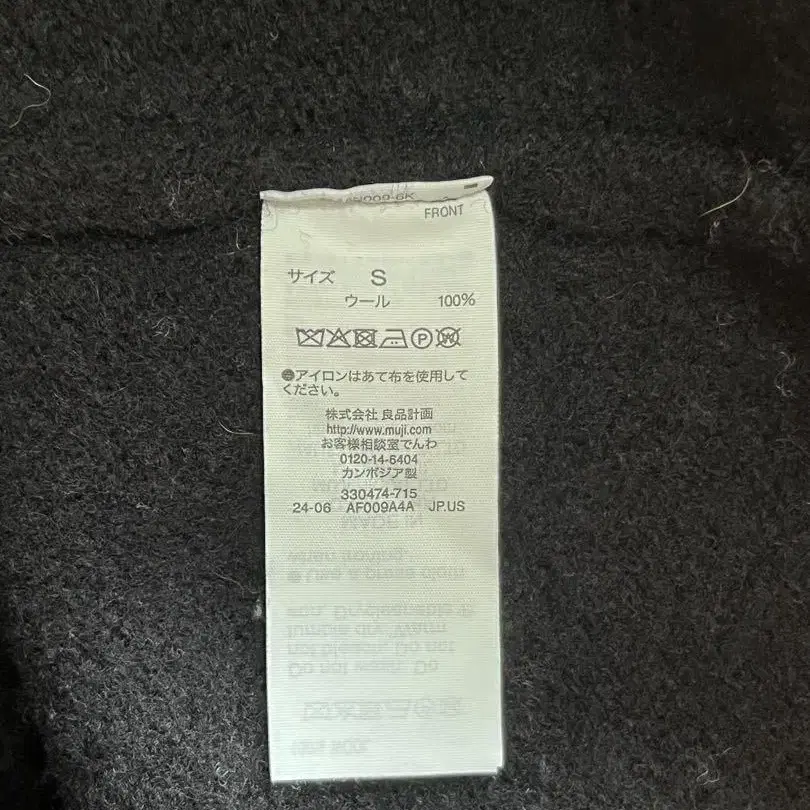 FRONT
サイズ S
ウール 100%
●アイロンはあて布を使用して
ください。
株式会社 良品計画
http://www.muji.com
お客様相談室でんわ
0120-14-6404
カンボジア製
330474-715
24-06 AF009A4A JP.US